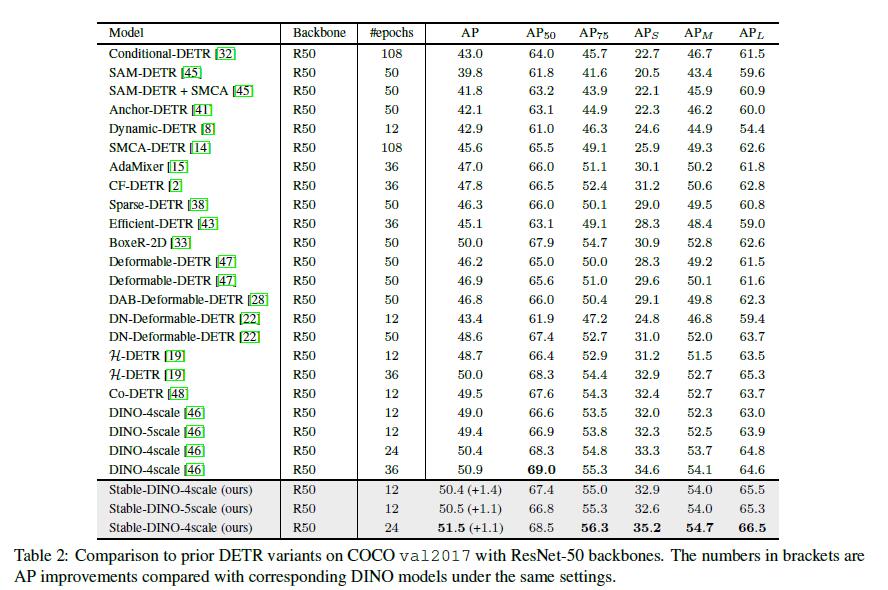 Model Backbone #epochs AP AP50 AP75 APS APM APL
Conditional-DETR [32] R50 108 43.0 64.0 45.7 22.7 46.7 61.5
SAM-DETR [45] R50 50 39.8 61.8 41.6 20.5 43.4 59.6
SAM-DETR + SMCA [45] R50 50 41.8 63.2 43.9 22.1 45.9 60.9
Anchor-DETR [41] R50 50 42.1 63.1 44.9 22.3 46.2 60.0
Dynamic-DETR [8] R50 12 42.9 61.0 46.3 24.6 44.9 54.4
SMCA-DETR [14] R50 108 45.6 65.5 49.1 25.9 49.3 62.6
AdaMixer [15] R50 36 47.0 66.0 51.1 30.1 50.2 61.8
CF-DETR [2] R50 36 47.8 66.5 52.4 31.2 50.6 62.8
Sparse-DETR [38] R50 50 46.3 66.0 50.1 29.0 49.5 60.8
Efficient-DETR [43] R50 36 45.1 63.1 49.1 28.3 48.4 59.0
BoxeR-2D [33] R50 50 50.0 67.9 54.7 30.9 52.8 62.6
Deformable-DETR [47] R50 50 46.2 65.0 50.0 28.3 49.2 61.5
Deformable-DETR [47] R50 50 46.9 65.6 51.0 29.6 50.1 61.6
DAB-Deformable-DETR [28] R50 50 46.8 66.0 50.4 29.1 49.8 62.3
DN-Deformable-DETR [22] R50 12 43.4 61.9 47.2 24.8 46.8 59.4
DN-Deformable-DETR [22] R50 50 48.6 67.4 52.7 31.0 52.0 63.7
ℋ-DETR [19] R50 12 48.7 66.4 52.9 31.2 51.5 63.5
ℋ-DETR [19] R50 36 50.0 68.3 54.4 32.9 52.7 65.3
Co-DETR [48] R50 12 49.5 67.6 54.3 32.4 52.7 63.7
DINO-4scale [46] R50 12 49.0 66.6 53.5 32.0 52.3 63.0
DINO-5scale [46] R50 12 49.4 66.9 53.8 32.3 52.5 63.9
DINO-4scale [46] R50 24 50.4 68.3 54.8 33.3 53.7 64.8
DINO-4scale [46] R50 36 50.9 69.0 55.3 34.6 54.1 64.6
Stable-DINO-4scale (ours) R50 12 50.4 (+1.4) 67.4 55.0 32.9 54.0 65.5
Stable-DINO-5scale (ours) R50 12 50.5 (+1.1) 66.8 55.3 32.6 54.0 65.3
Stable-DINO-4scale (ours) R50 24 51.5 (+1.1) 68.5 56.3 35.2 54.7 66.5
Table 2: Comparison to prior DETR variants on COCO val2017 with ResNet-50 backbones. The numbers in brackets are
AP improvements compared with corresponding DINO models under the same settings.